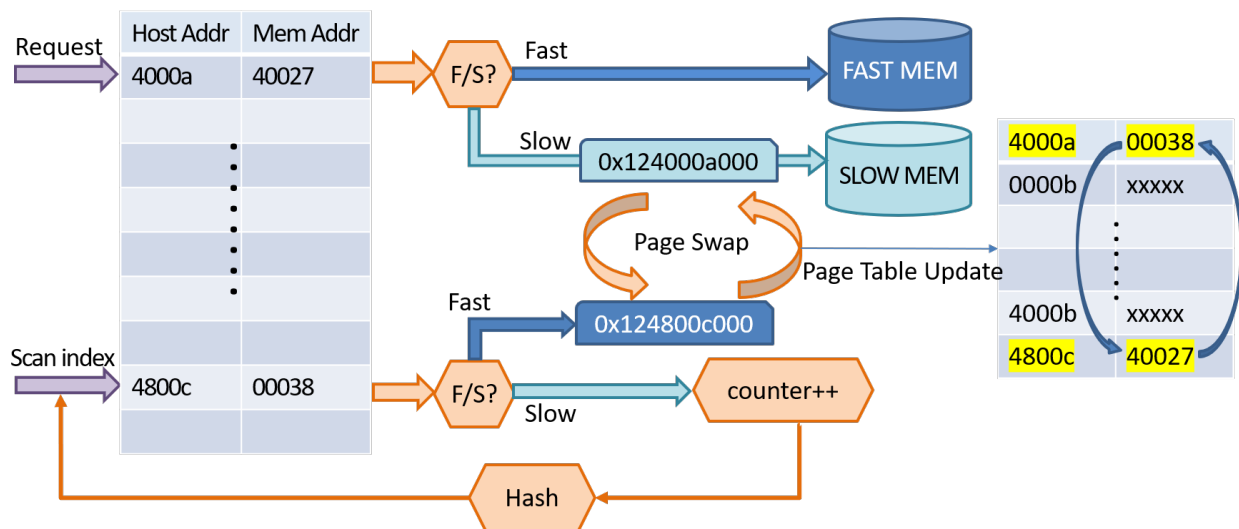 Host Addr Mem Addr
Request
4000a 40027
F/S?
Fast
FAST MEM
Slow
0x124000a000
SLOW MEM
4000a 00038
0000b xxxxx
Page Swap
Page Table Update
4000b xxxxx
4800c 40027
Fast
0x124800c000
Scan index
4800c 00038
F/S?
Slow
counter++
Hash